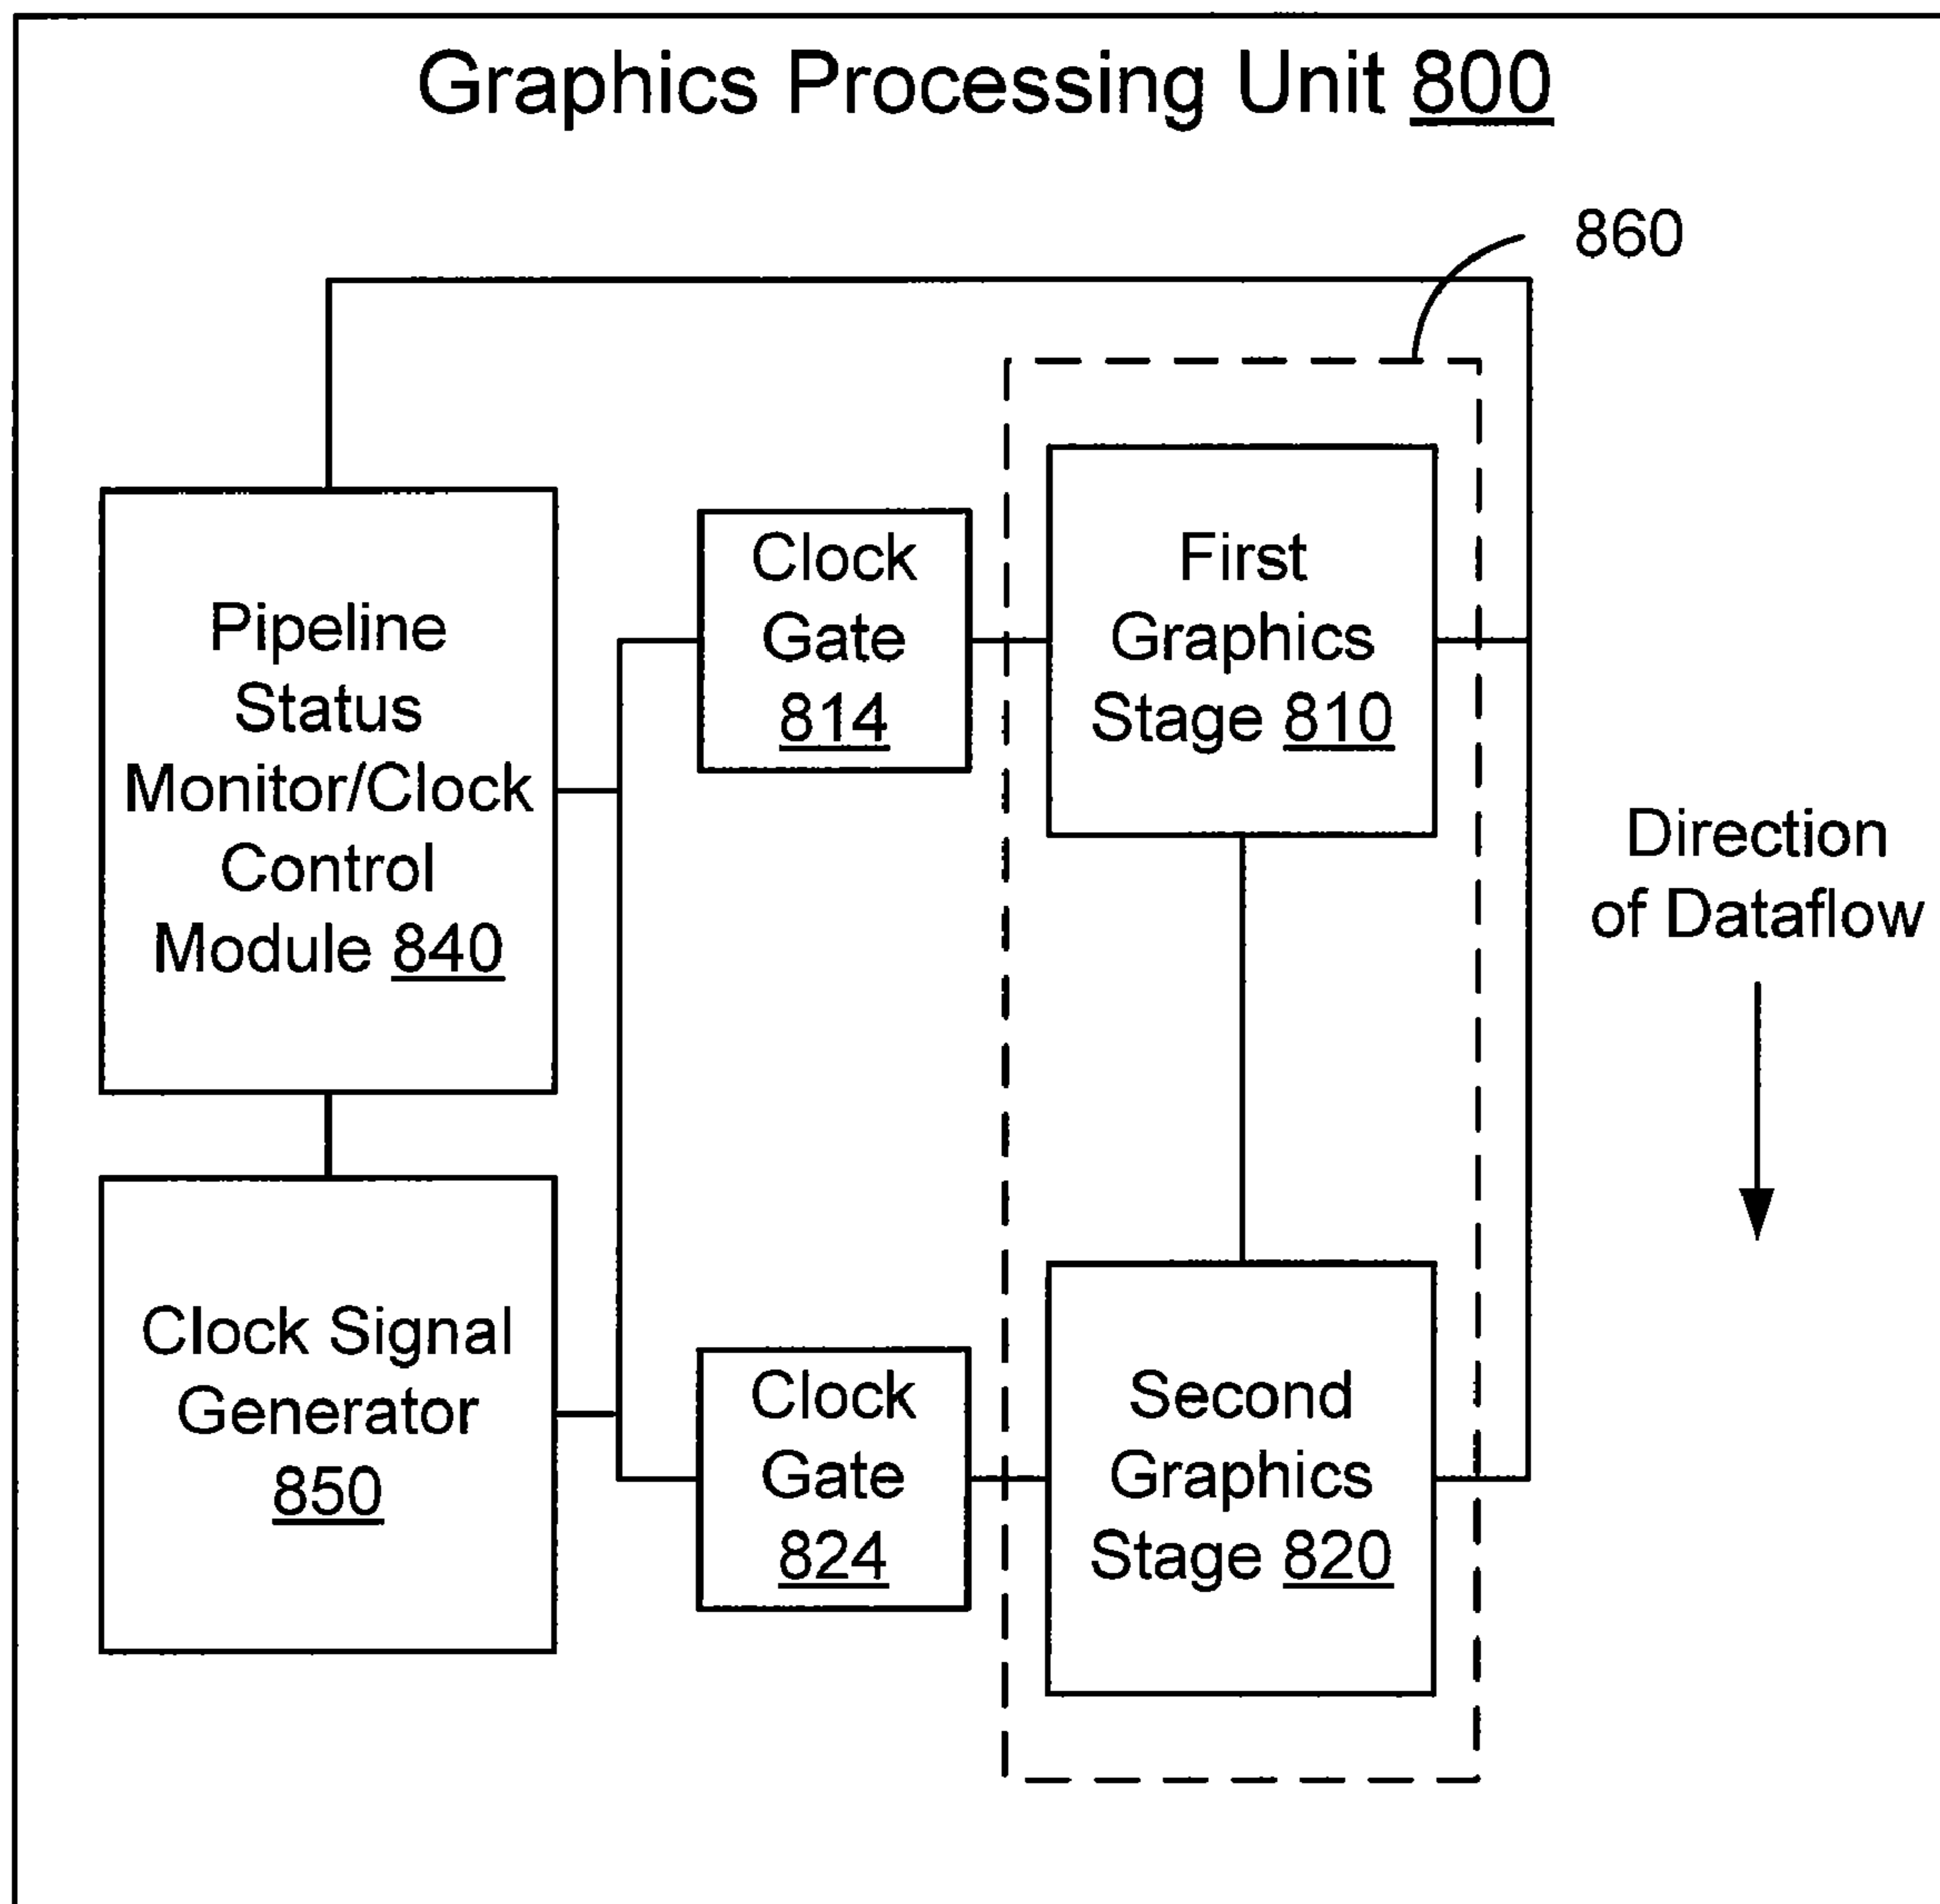 Graphics Processing Unit 800
860
Pipeline
Status
Monitor/Clock
Control
Module 840
Clock
Gate
814
First
Graphics
Stage 810
Direction
of Dataflow
Clock Signal
Generator
850
Clock
Gate
824
Second
Graphics
Stage 820